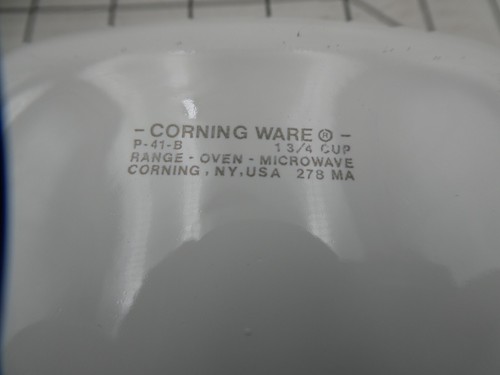 - CORNING WARE ® -
P-41-B 1 3/4 CUP
RANGE - OVEN - MICROWAVE
CORNING, NY, USA 278 MA